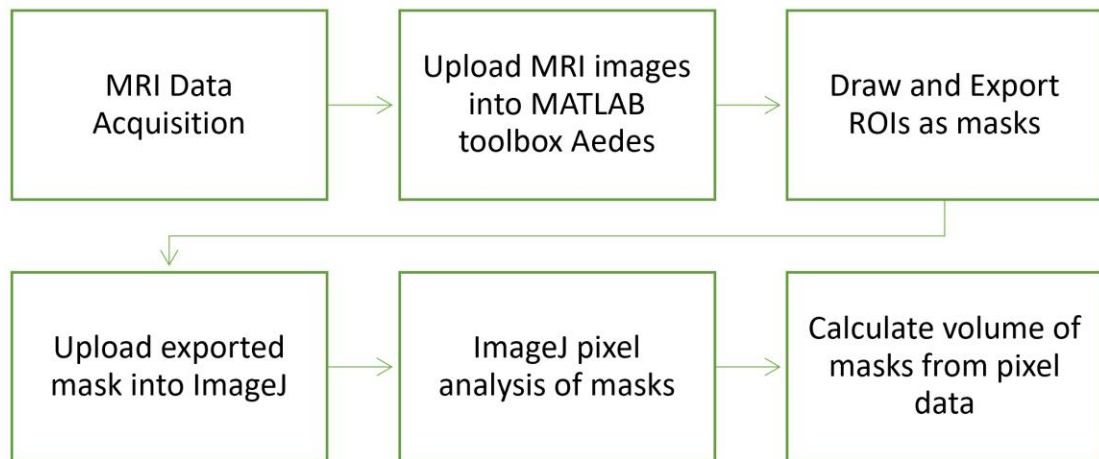 MRI Data
Acquisition
Upload MRI images
into MATLAB
toolbox Aedes
Draw and Export
ROIs as masks
Upload exported
mask into ImageJ
ImageJ pixel
analysis of masks
Calculate volume of
masks from pixel
data